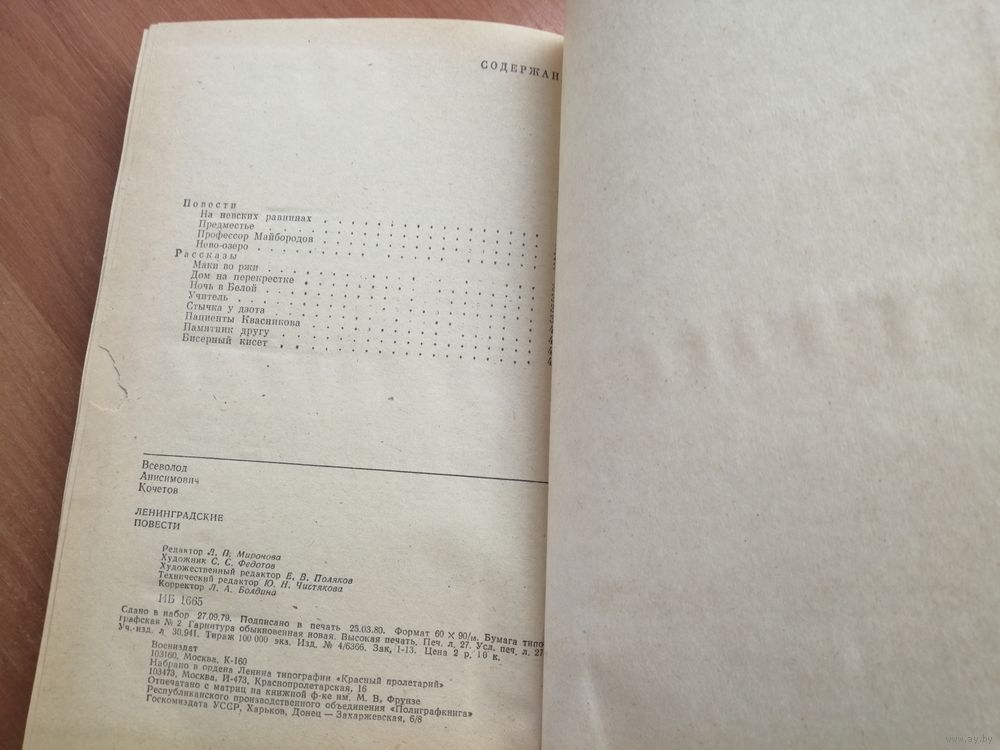 СОДЕРЖАН
Повести
На невских равнинах
Предместье
Профессор Майбородов
Нево-озеро
Рассказы
Маки во ржи
Дом на перекрестке
Ночь в Белой
Учитель
Стычка у дзота
Пациенты Квасникова
Памятник другу 4
Бисерный кисет 4
Всеволод
Анисимович
Кочетов
ЛЕНИНГРАДСКИЕ
ПОВЕСТИ
Редактор Л. П. Миронова
Художник С. С. Федотов
Художественный редактор Е. В. Поляков
Технический редактор Ю. Н. Чистякова
Корректор Л. А. Болдина
ИБ 1665
Сдано в набор 27.09.79. Подписано в печать 25.03.80. Формат 60 × 90/16. Бумага типо-
графская № 2. Гарнитура обыкновенная новая. Высокая печать. Печ. л. 27. Усл. печ. л. 27.
Уч.-изд. л 30,941. Тираж 100 000 экз. Изд. № 4/6366. Зак. 1-13. Цена 2 р. 10 к.
Воениздат
103160, Москва, К-160
Набрано в ордена Ленина типографии «Красный пролетарий»
103473, Москва, И-473, Краснопролетарская, 16
Отпечатано с матриц на книжной ф-ке им. М. В. Фрунзе
Республиканского производственного объединения «Полиграфкнига»
Госкомиздата УССР, Харьков, Донец — Захаржевская, 6/8
www.ay.by